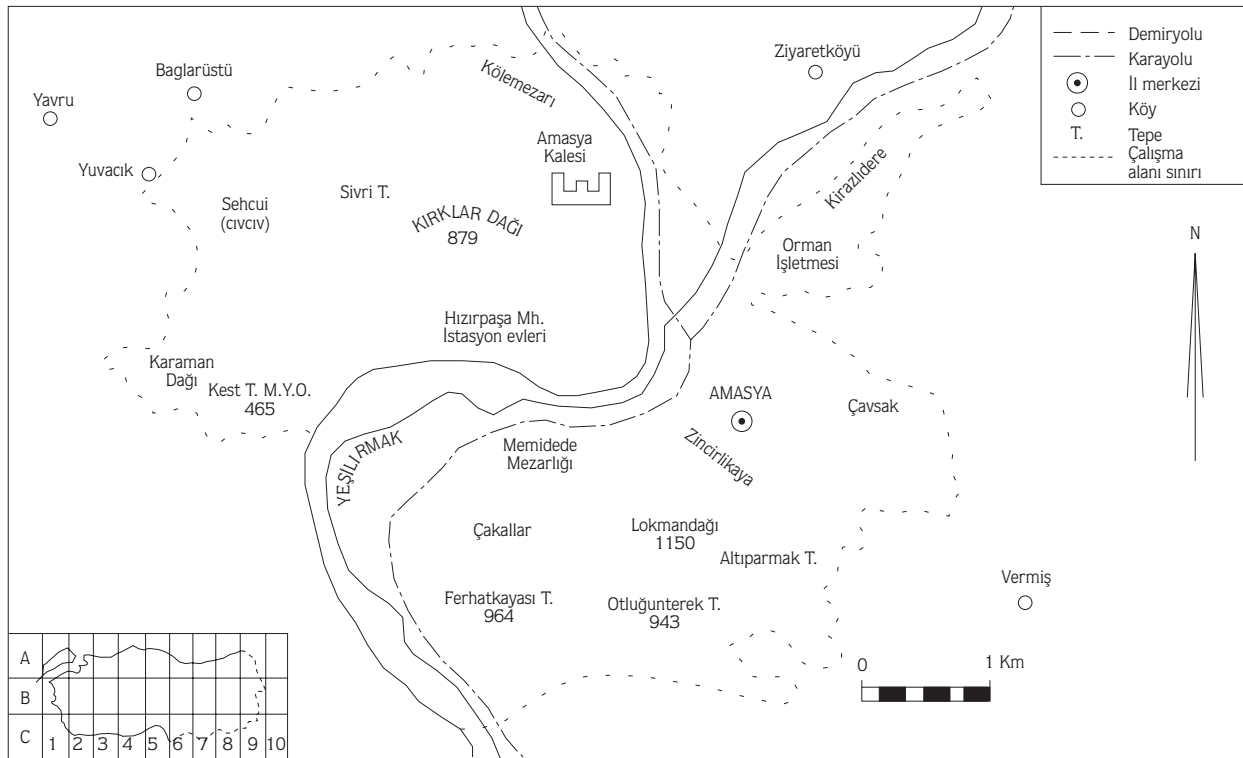 Baglarüstü
Yavru
Yuvacık
Sehcui
(cıvcıv)
Sivri T.
KIRKLAR DAĞI
879
Kölemezarı
Amasya
Kalesi
Ziyaretköyü
Kirazlıdere
Orman
İşletmesi
Hızırpaşa Mh.
İstasyon evleri
Karaman
Dağı
Kest T. M.Y.O.
465
YEŞİLIRMAK
Memidede
Mezarlığı
AMASYA
Zincirlikaya
Çavsak
Çakallar
Lokmandağı
1150
Altıparmak T.
Ferhatkayası T.
964
Otluğunterek T.
943
Vermiş
Demiryolu
Karayolu
İl merkezi
Köy
T. Tepe
Çalışma
alanı sınırı
N
0 1 Km
A
B
C 1 2 3 4 5 6 7 8 9 10